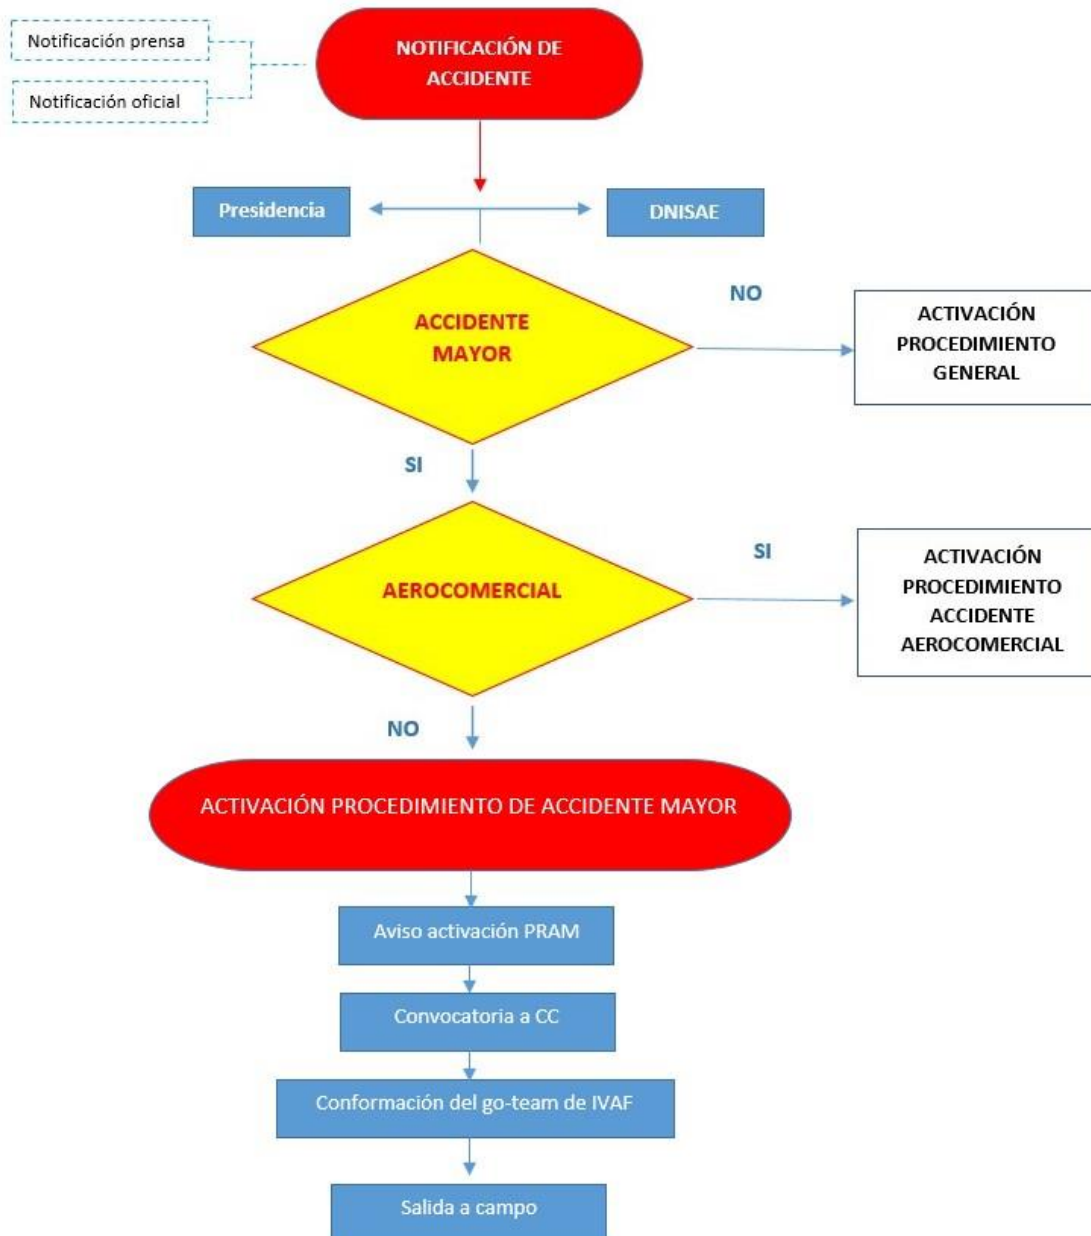 Notificación prensa
Notificación oficial
NOTIFICACIÓN DE
ACCIDENTE
Presidencia
DNISAE
ACCIDENTE
MAYOR
NO
ACTIVACIÓN
PROCEDIMIENTO
GENERAL
SI
AEROCOMERCIAL
SI
ACTIVACIÓN
PROCEDIMIENTO
ACCIDENTE
AEROCOMERCIAL
NO
ACTIVACIÓN PROCEDIMIENTO DE ACCIDENTE MAYOR
Aviso activación PRAM
Convocatoria a CC
Conformación del go-team de IVAF
Salida a campo